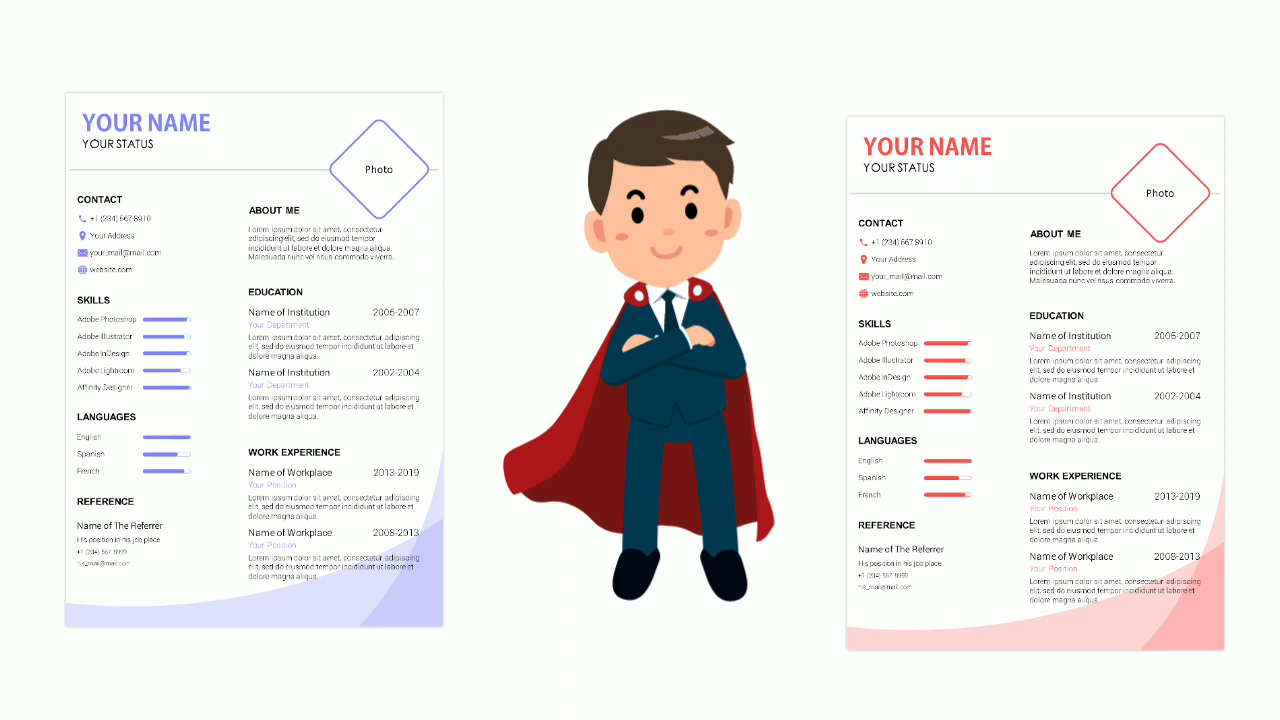 YOUR NAME
YOUR STATUS
Photo
CONTACT
+1 (234) 667 8910
Your Address
your_mail@mail.com
website.com
SKILLS
Adobe Photoshop
Adobe Illustrator
Adobe InDesign
Adobe Lightroom
Affinity Designer
LANGUAGES
English
Spanish
French
REFERENCE
Name of The Referrer
His position in his job place
+1 (234) 567 8999
his_mail@mail.com
ABOUT ME
Lorem ipsum dolor sit amet, consectetur
adipiscing elit, sed do eiusmod tempor
incididunt ut labore et dolore magna aliqua.
Malesuada nunc vel risus commodo viverra.
EDUCATION
Name of Institution 2005-2007
Your Department
Lorem ipsum dolor sit amet, consectetur adipiscing
elit, sed do eiusmod tempor incididunt ut labore et
dolore magna aliqua.
Name of Institution 2002-2004
Your Department
Lorem ipsum dolor sit amet, consectetur adipiscing
elit, sed do eiusmod tempor incididunt ut labore et
dolore magna aliqua.
WORK EXPERIENCE
Name of Workplace 2013-2019
Your Position
Lorem ipsum dolor sit amet, consectetur adipiscing
elit, sed do eiusmod tempor incididunt ut labore et
dolore magna aliqua.
Name of Workplace 2008-2013
Your Position
Lorem ipsum dolor sit amet, consectetur adipiscing
elit, sed do eiusmod tempor incididunt ut labore et
dolore magna aliqua.
YOUR NAME
YOUR STATUS
Photo
CONTACT
+1 (234) 667 8910
Your Address
your_mail@mail.com
website.com
SKILLS
Adobe Photoshop
Adobe Illustrator
Adobe InDesign
Adobe Lightroom
Affinity Designer
LANGUAGES
English
Spanish
French
REFERENCE
Name of The Referrer
His position in his job place
+1 (234) 567 8999
his_mail@mail.com
ABOUT ME
Lorem ipsum dolor sit amet, consectetur
adipiscing elit, sed do eiusmod tempor
incididunt ut labore et dolore magna aliqua.
Malesuada nunc vel risus commodo viverra.
EDUCATION
Name of Institution 2005-2007
Your Department
Lorem ipsum dolor sit amet, consectetur adipiscing
elit, sed do eiusmod tempor incididunt ut labore et
dolore magna aliqua.
Name of Institution 2002-2004
Your Department
Lorem ipsum dolor sit amet, consectetur adipiscing
elit, sed do eiusmod tempor incididunt ut labore et
dolore magna aliqua.
WORK EXPERIENCE
Name of Workplace 2013-2019
Your Position
Lorem ipsum dolor sit amet, consectetur adipiscing
elit, sed do eiusmod tempor incididunt ut labore et
dolore magna aliqua.
Name of Workplace 2008-2013
Your Position
Lorem ipsum dolor sit amet, consectetur adipiscing
elit, sed do eiusmod tempor incididunt ut labore et
dolore magna aliqua.